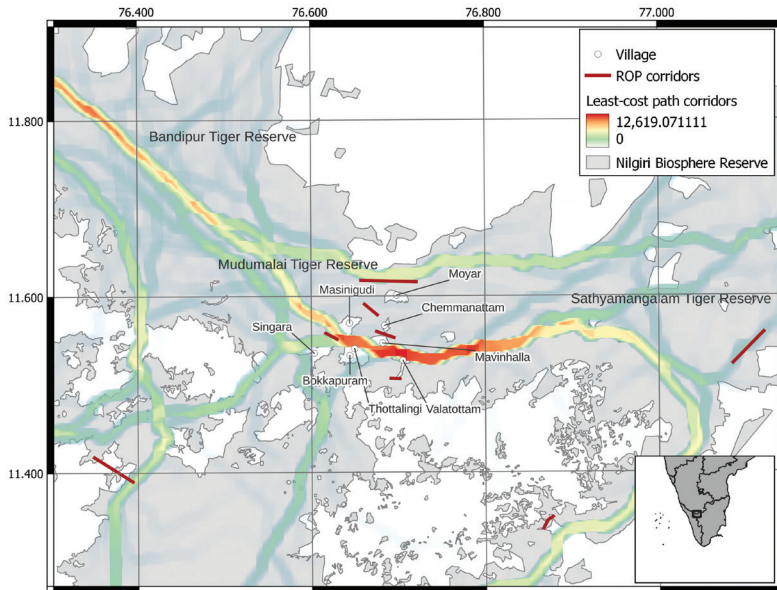 76.400 76.600 76.800 77.000
Village
ROP corridors
Least-cost path corridors
12,619.071111
0
Nilgiri Biosphere Reserve
11.800
Bandipur Tiger Reserve
Mudumalai Tiger Reserve
Moyar
Masinigudi
11.600
Sathyamangalam Tiger Reserve
Chemmanattam
Singara
Mavinhalla
Bokkapuram
Thottalingi Valatottam
11.400